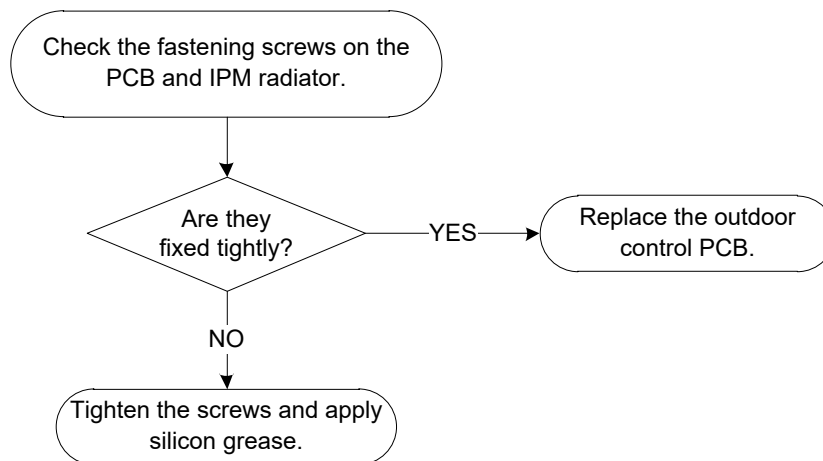 Check the fastening screws on the
PCB and IPM radiator.
Are they
fixed tightly?
YES
Replace the outdoor
control PCB.
NO
Tighten the screws and apply
silicon grease.